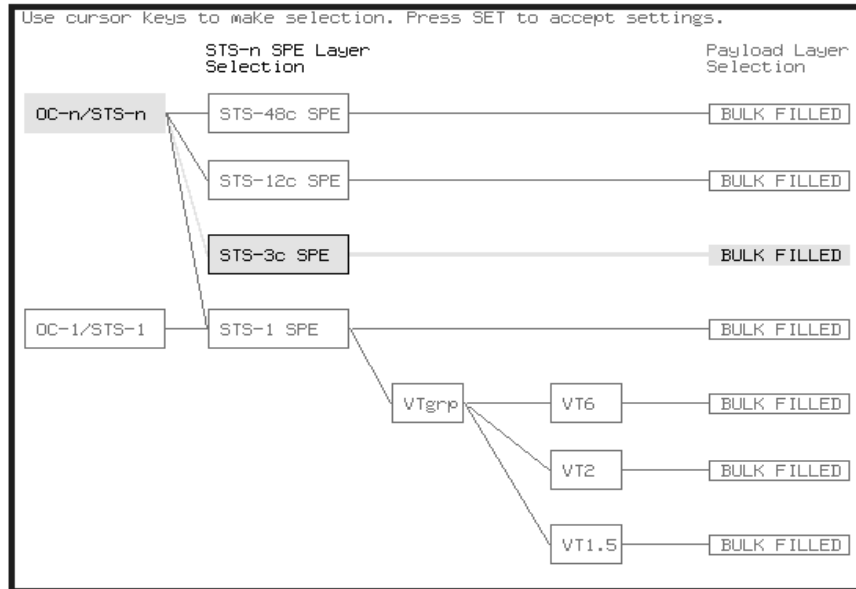 Use cursor Keys to make selection. Press SET to accept settings.
STS-n SPE Layer
Selection
Payload Layer
Selection
OC-n/STS-n
STS-48c SPE
BULK FILLED
STS-12c SPE
BULK FILLED
STS-3c SPE
BULK FILLED
OC-1/STS-1
STS-1 SPE
BULK FILLED
VTgrp
VT6
BULK FILLED
VT2
BULK FILLED
VT1.5
BULK FILLED